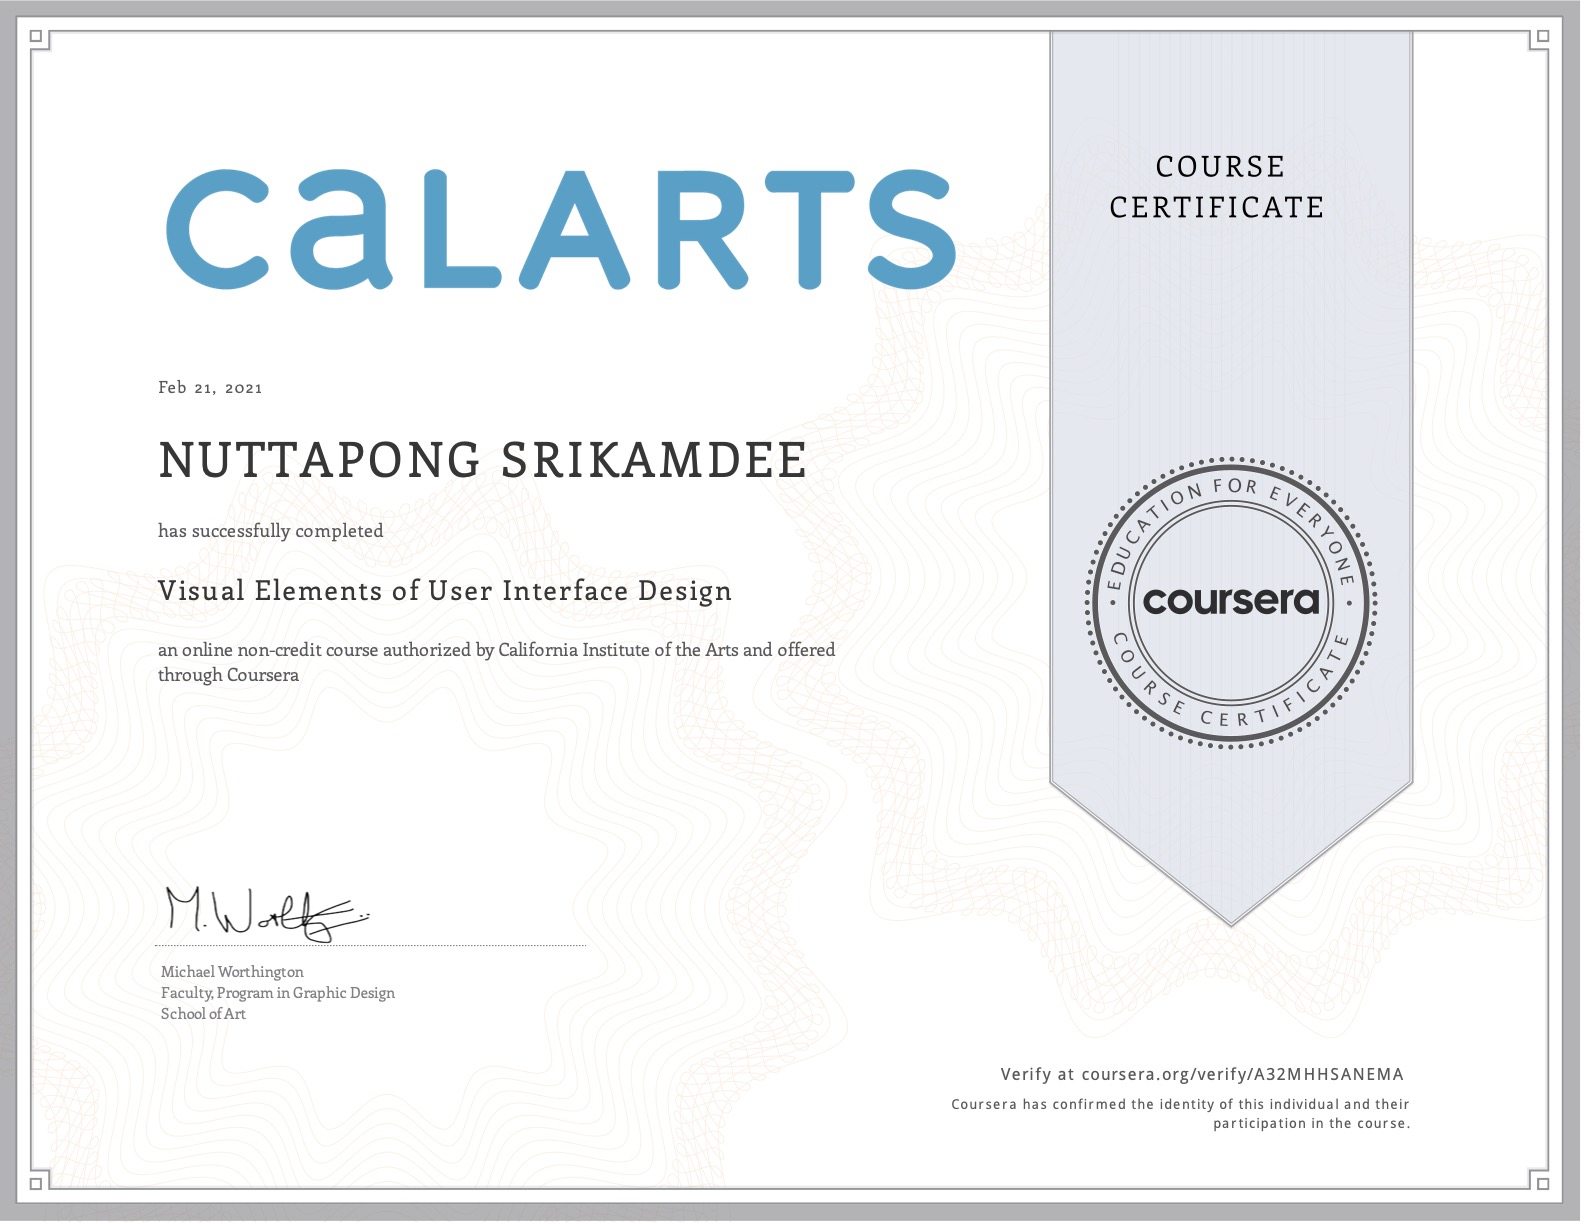 CaLARTS
COURSE
CERTIFICATE
Feb 21, 2021
NUTTAPONG SRIKAMDEE
has successfully completed
Visual Elements of User Interface Design
an online non-credit course authorized by California Institute of the Arts and offered
through Coursera
EDUCATION FOR EVERYONE
coursera
COURSE CERTIFICATE
M. Worthington
Michael Worthington
Faculty, Program in Graphic Design
School of Art
Verify at coursera.org/verify/A32MHHSANEMA
Coursera has confirmed the identity of this individual and their
participation in the course.